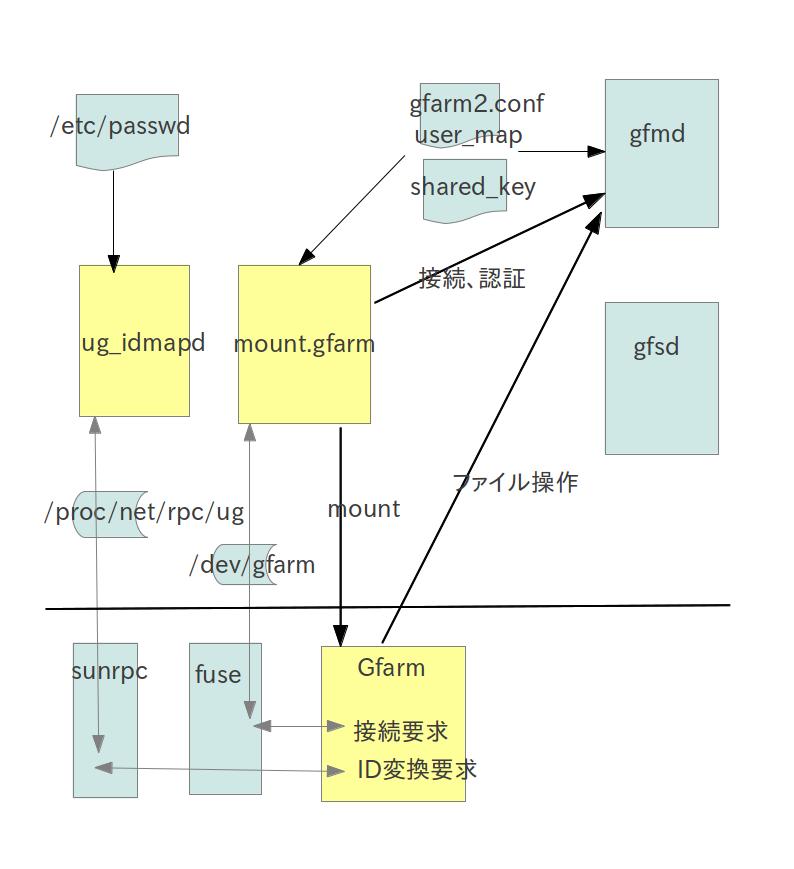 /etc/passwd
gfarm2.conf
user_map
shared_key
gfmd
接続、認証
ug_idmapd
mount.gfarm
gfsd
ファイル操作
/proc/net/rpc/ug
mount
/dev/gfarm
sunrpc
fuse
Gfarm
接続要求
ID変換要求